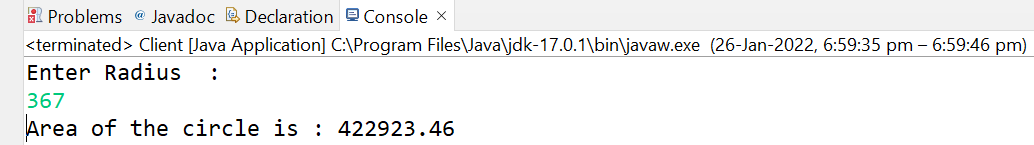 Problems @ Javadoc Declaration Console ×
<terminated> Client [Java Application] C:\Program Files\Java\jdk-17.0.1\bin\javaw.exe (26-Jan-2022, 6:59:35 pm – 6:59:46 pm)
Enter Radius :
367
Area of the circle is : 422923.46